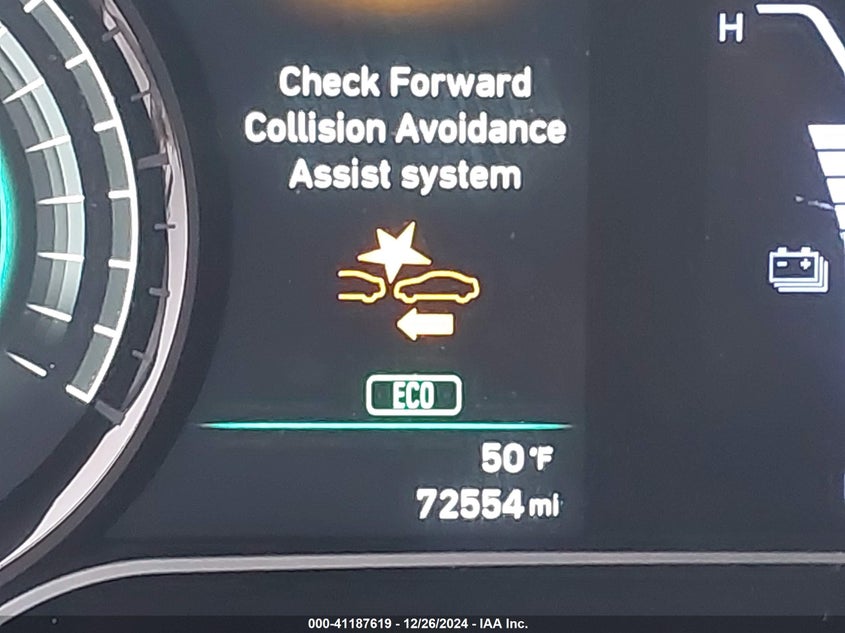 H
Check Forward
Collision Avoidance
Assist system
ECO
50°F
72554 mi
000-41187619 - 12/26/2024 - IAA Inc.